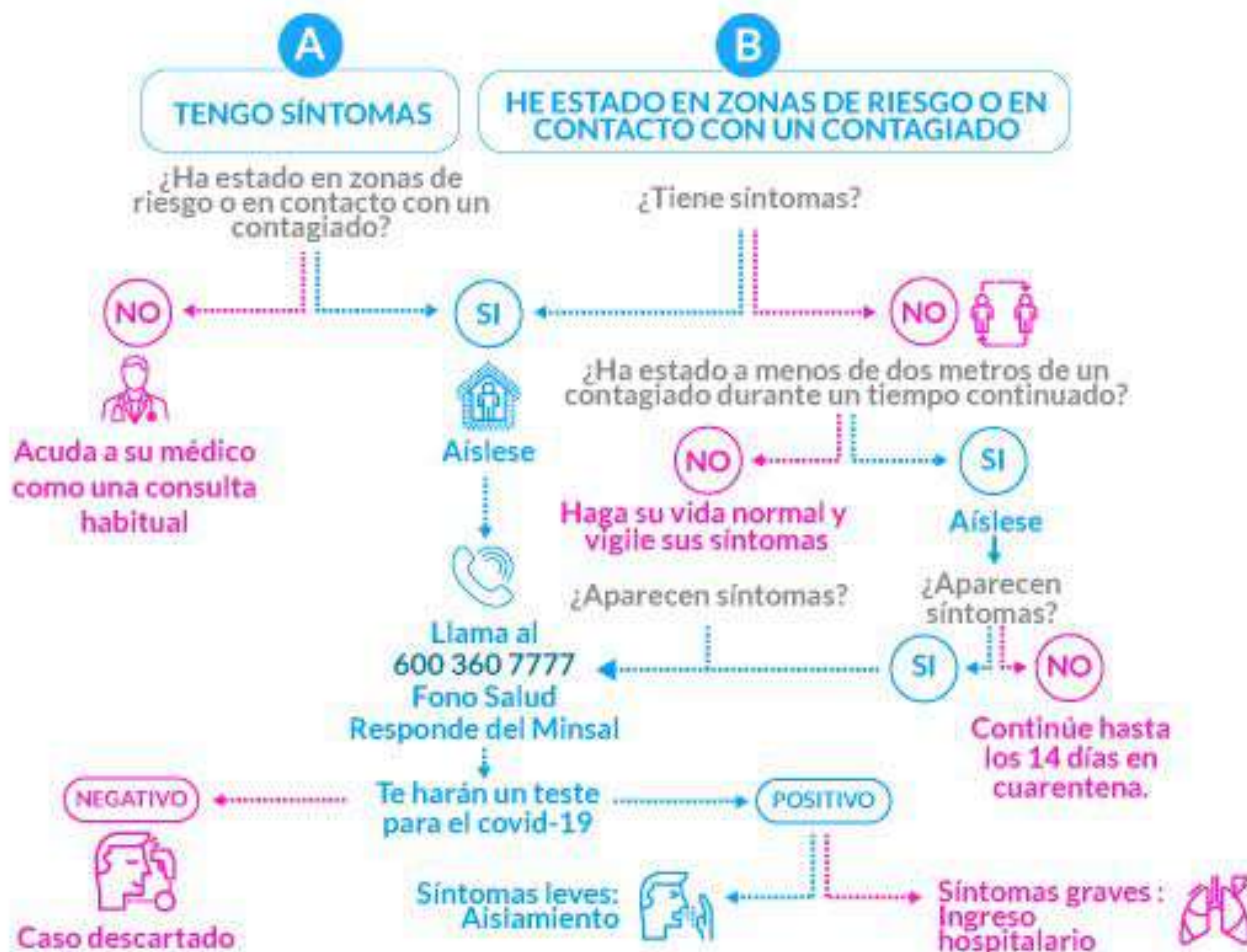 A
TENGO SÍNTOMAS
¿Ha estado en zonas de
riesgo o en contacto con un
contagiado?
NO
Acuda a su médico
como una consulta
habitual
SI
Aíslese
Llama al
600 360 7777
Fono Salud
Responde del Minsal
B
HE ESTADO EN ZONAS DE RIESGO O EN
CONTACTO CON UN CONTAGIADO
¿Tiene síntomas?
NO
¿Ha estado a menos de dos metros de un
contagiado durante un tiempo continuado?
NO
Haga su vida normal y
vigile sus síntomas
¿Aparecen síntomas?
SI
Aíslese
¿Aparecen
síntomas?
SI
NO
Continúe hasta
los 14 días en
cuarentena.
Te harán un teste
para el covid-19
NEGATIVO
Caso descartado
POSITIVO
Síntomas leves:
Aisiamiento
Síntomas graves :
Ingreso
hospitalario